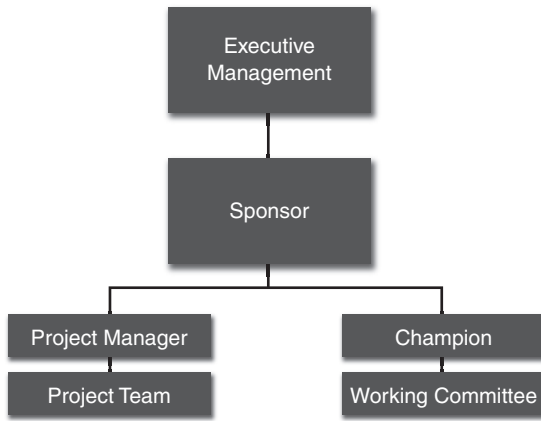 Executive
Management
Sponsor
Project Manager
Champion
Project Team
Working Committee